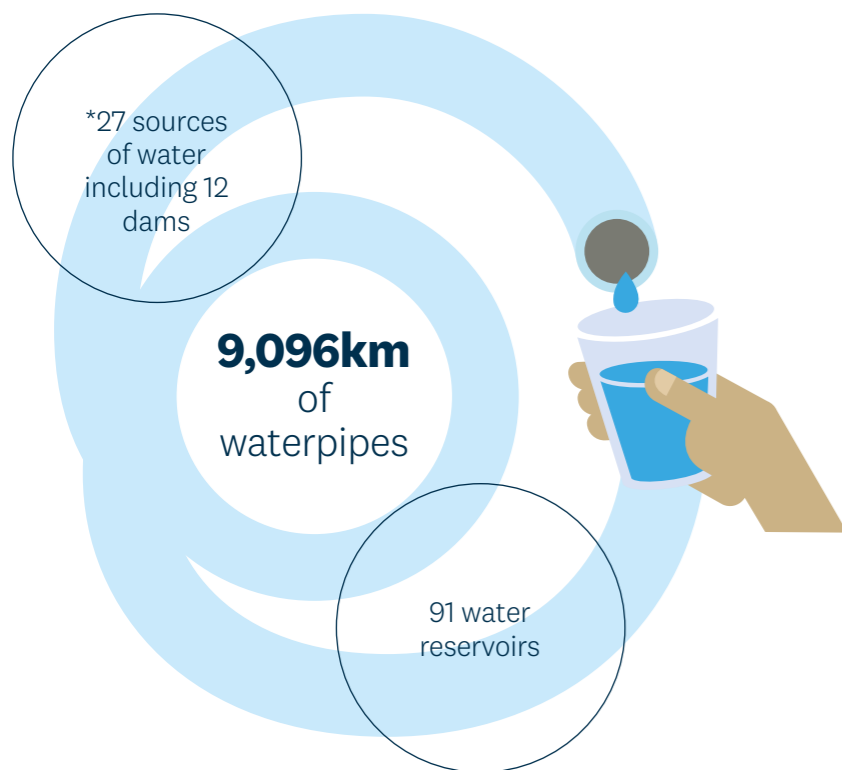 *27 sources
of water
including 12
dams
9,096km
of
waterpipes
91 water
reservoirs